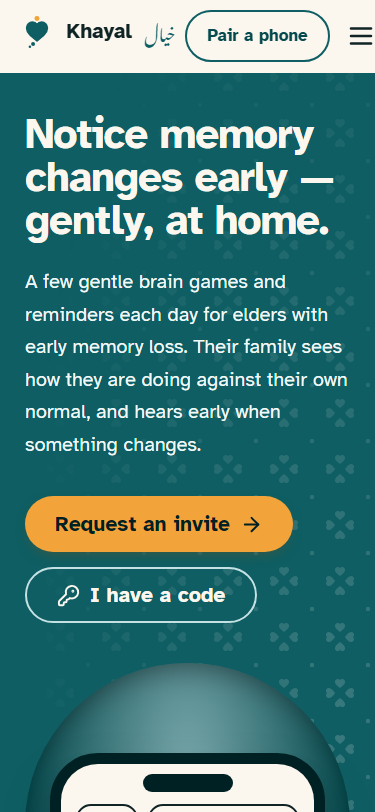 Khayal خيال Pair a phone
Notice memory
changes early —
gently, at home.
A few gentle brain games and
reminders each day for elders with
early memory loss. Their family sees
how they are doing against their own
normal, and hears early when
something changes.
Request an invite →
I have a code